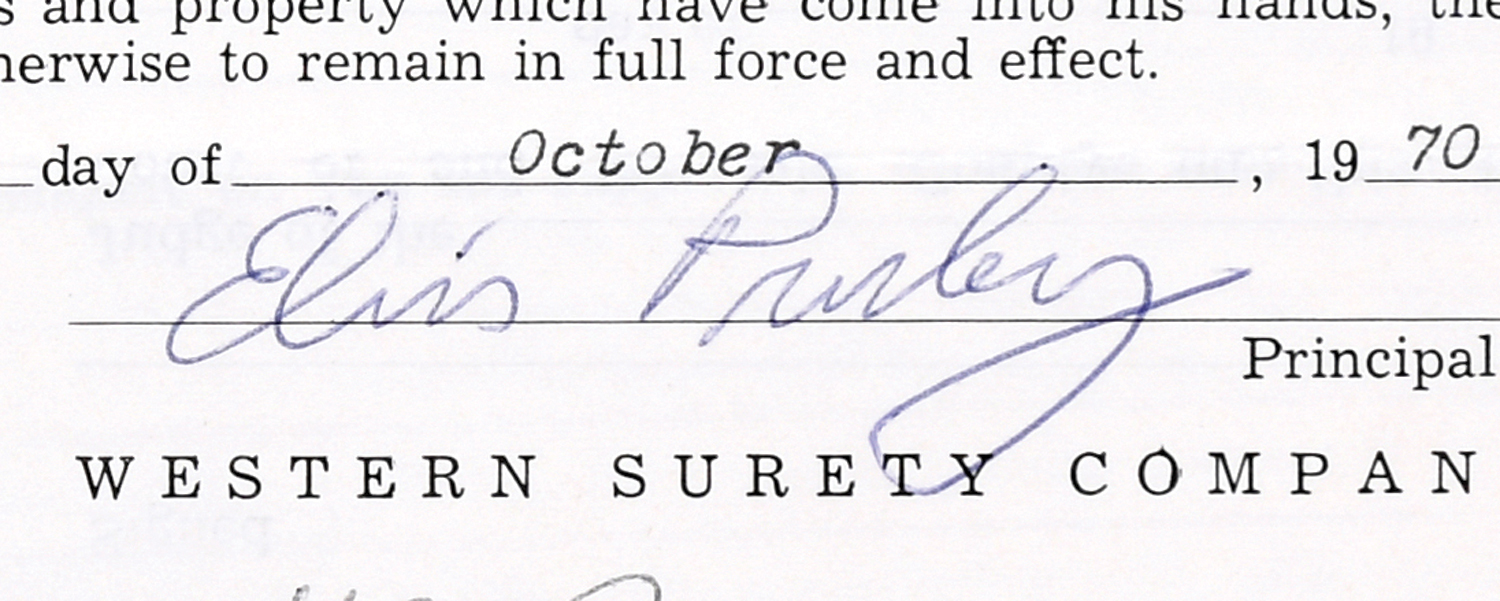 s and property which have come into his hands, the
herwise to remain in full force and effect.
day of October, 19 70
Elvis Presley
Principal
WESTERN SURETY COMPAN